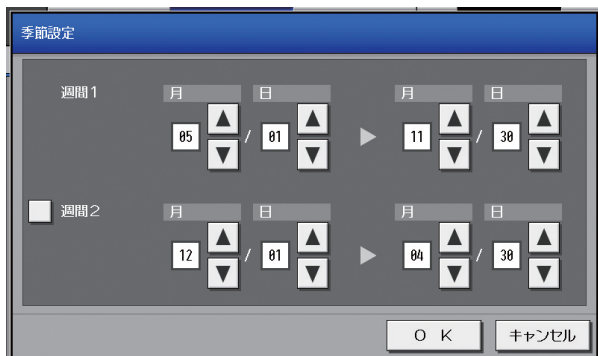 季節設定
週間1 月 日 月 日
05 / 01 11 / 30
週間2 月 日 月 日
12 / 01 04 / 30
OK キャンセル